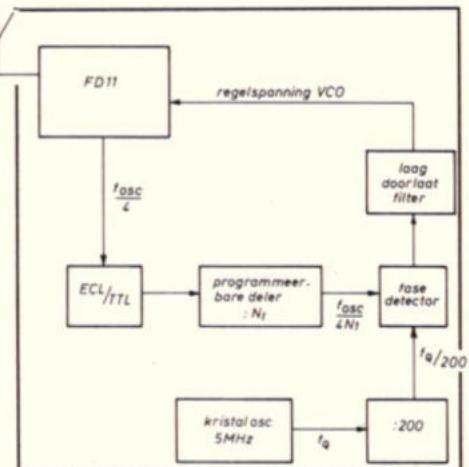 FD11
regelspanning VCO
laag
doorlaat
filter
fosc
4
ECL/TTL
programmeer-
bare deler
: N₁
fosc
4N₁
fase
detector
fQ/200
kristal osc.
5MHz
fQ
:200